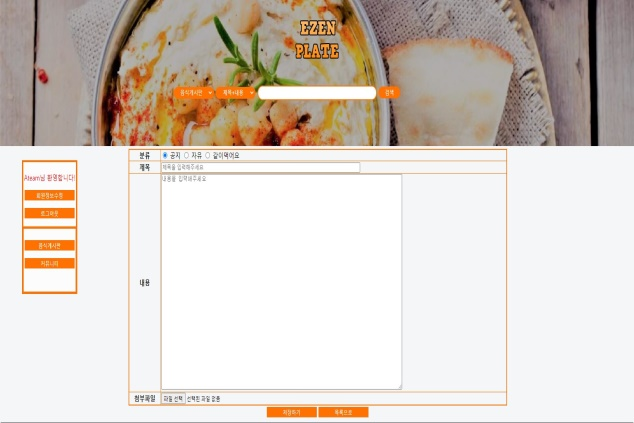 EZEN
PLATE
음식게시판 제목+내용 검색
Ateam님 환영합니다!
회원정보수정
로그아웃
음식게시판
커뮤니티
분류 공지 자유 같이먹어요
제목 제목을 입력해주세요
내용을 입력해주세요
내용
첨부파일 파일 선택 선택된 파일 없음
저장하기 목록으로